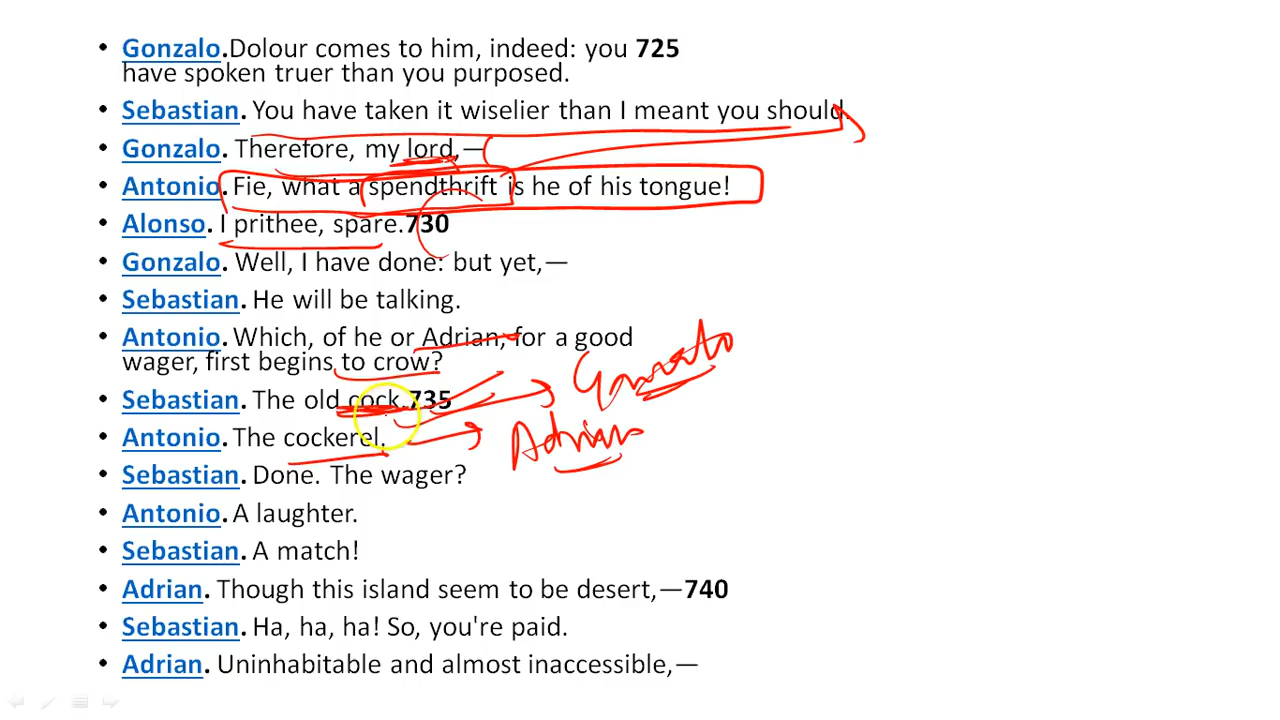 • Gonzalo. Dolour comes to him, indeed: you 725
have spoken truer than you purposed.
• Sebastian. You have taken it wiselier than I meant you should.
• Gonzalo. Therefore, my lord,—
• Antonio. Fie, what a spendthrift is he of his tongue!
• Alonso. I prithee, spare.730
• Gonzalo. Well, I have done: but yet,—
• Sebastian. He will be talking.
• Antonio. Which, of he or Adrian, for a good
wager, first begins to crow?
• Sebastian. The old cock.735
Gonzalo
• Antonio. The cockerel.
Adrian
• Sebastian. Done. The wager?
• Antonio. A laughter.
• Sebastian. A match!
• Adrian. Though this island seem to be desert,—740
• Sebastian. Ha, ha, ha! So, you're paid.
• Adrian. Uninhabitable and almost inaccessible,—